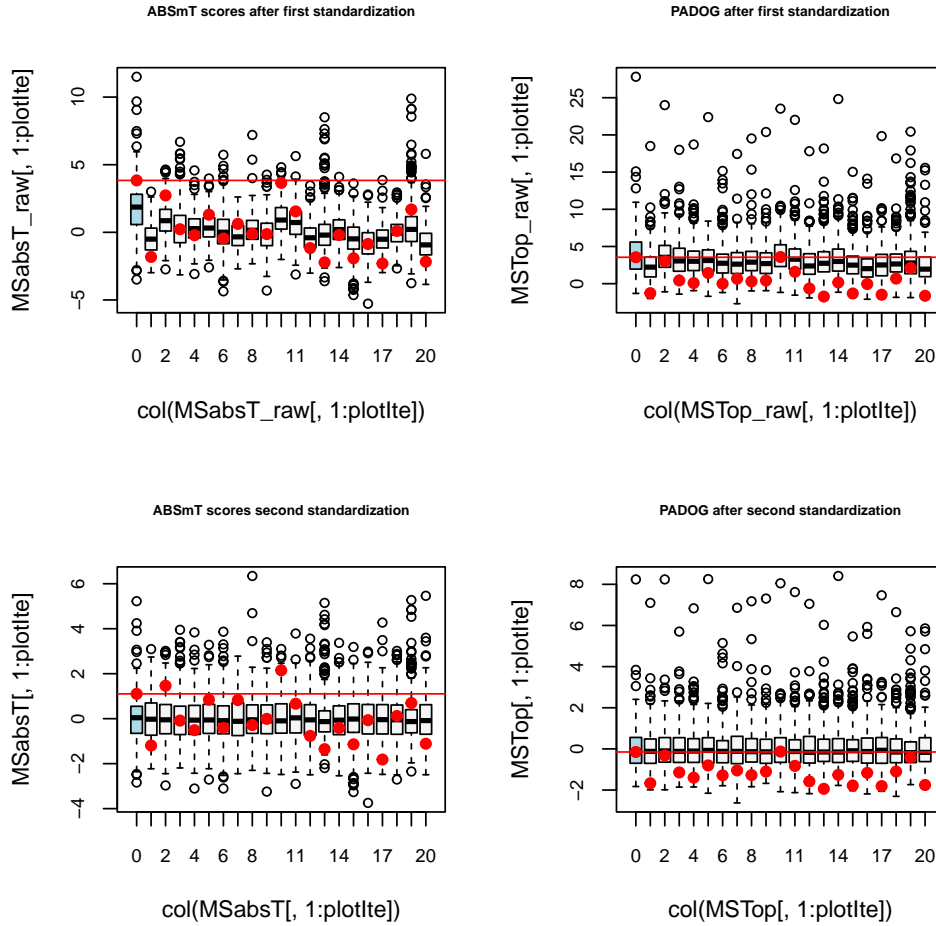 ABSmT scores after first standardization
MSabsT_raw[, 1:plotIte]
10
5
0
−5
0 2 4 6 8 11 14 17 20
col(MSabsT_raw[, 1:plotIte])
PADOG after first standardization
MSTop_raw[, 1:plotIte]
25
20
15
10
5
0
0 2 4 6 8 11 14 17 20
col(MSTop_raw[, 1:plotIte])
ABSmT scores second standardization
MSabsT[, 1:plotIte]
6
4
2
0
−2
−4
0 2 4 6 8 11 14 17 20
col(MSabsT[, 1:plotIte])
PADOG after second standardization
MSTop[, 1:plotIte]
8
6
4
2
0
−2
0 2 4 6 8 11 14 17 20
col(MSTop[, 1:plotIte])